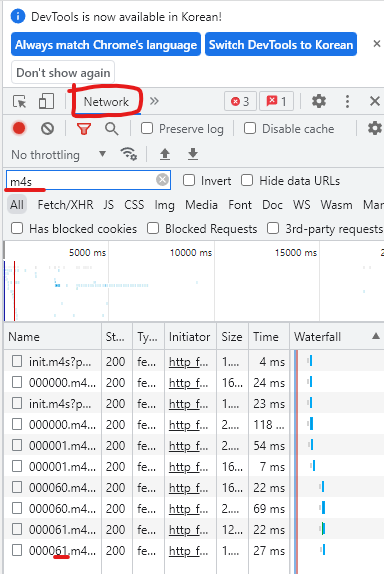 DevTools is now available in Korean!
Always match Chrome's language Switch DevTools to Korean
Don't show again
Network » 3 1
Preserve log Disable cache
No throttling
m4s Invert Hide data URLs
All Fetch/XHR JS CSS Img Media Font Doc WS Wasm Mani
Has blocked cookies Blocked Requests 3rd-party requests
5000 ms 10000 ms 15000 ms 2
Name St... Ty... Initiator Size Time Waterfall
init.m4s?p... 200 fe... http_f... 1.... 4 ms
000000.m4... 200 fe... http_f... 16... 24 ms
init.m4s?p... 200 fe... http_f... 1.... 23 ms
000000.m4... 200 fe... http_f... 2.... 118 ...
000001.m4... 200 fe... http_f... 2.... 54 ms
000001.m4... 200 fe... http_f... 16... 7 ms
000060.m4... 200 fe... http_f... 16... 22 ms
000060.m4... 200 fe... http_f... 2.... 69 ms
000061.m4... 200 fe... http_f... 12... 22 ms
000061.m4... 200 fe... http_f... 1.... 27 ms